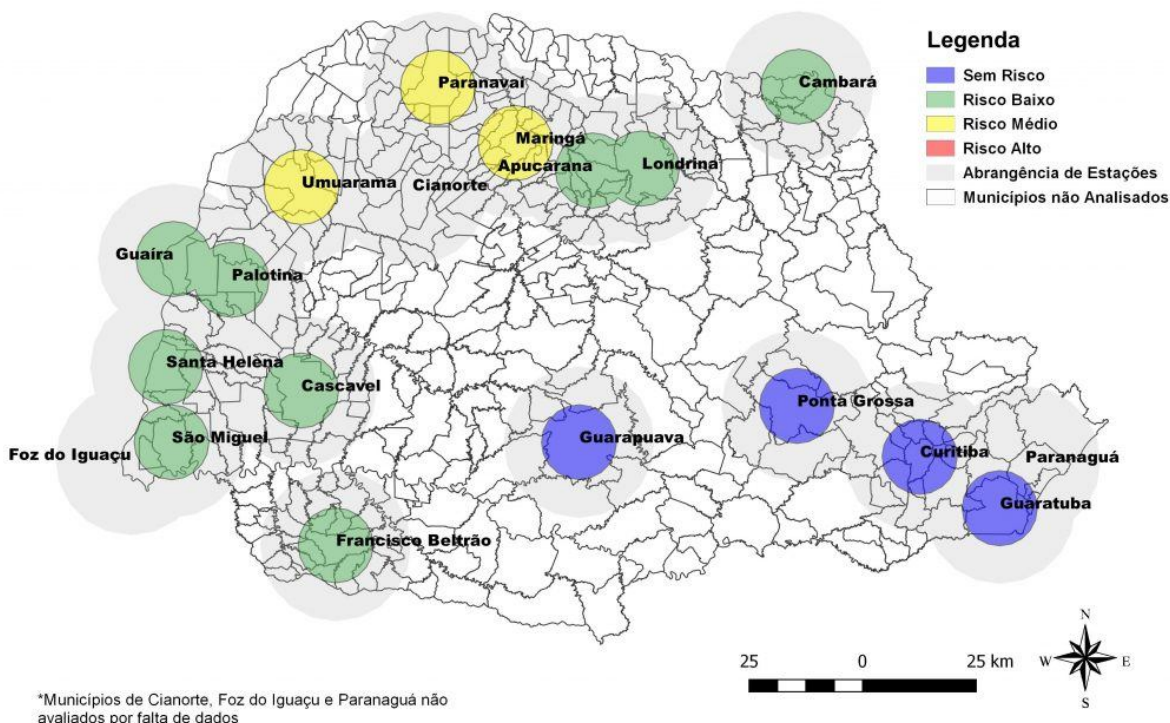 Legenda
Sem Risco
Risco Baixo
Risco Médio
Risco Alto
Abrangência de Estações
Municípios não Analisados
Cambará
Paranavai
Maringá
Apucarana
Londrina
Umuarama
Cianorte
Guaíra
Palotina
Santa Helena
Cascavel
São Miguel
Foz do Iguaçu
Guarapuava
Ponta Grossa
Curitiba
Paranaguá
Guaratuba
Francisco Beltrão
25 0 25 km
N
W E
S
*Municípios de Cianorte, Foz do Iguaçu e Paranaguá não
avaliados por falta de dados